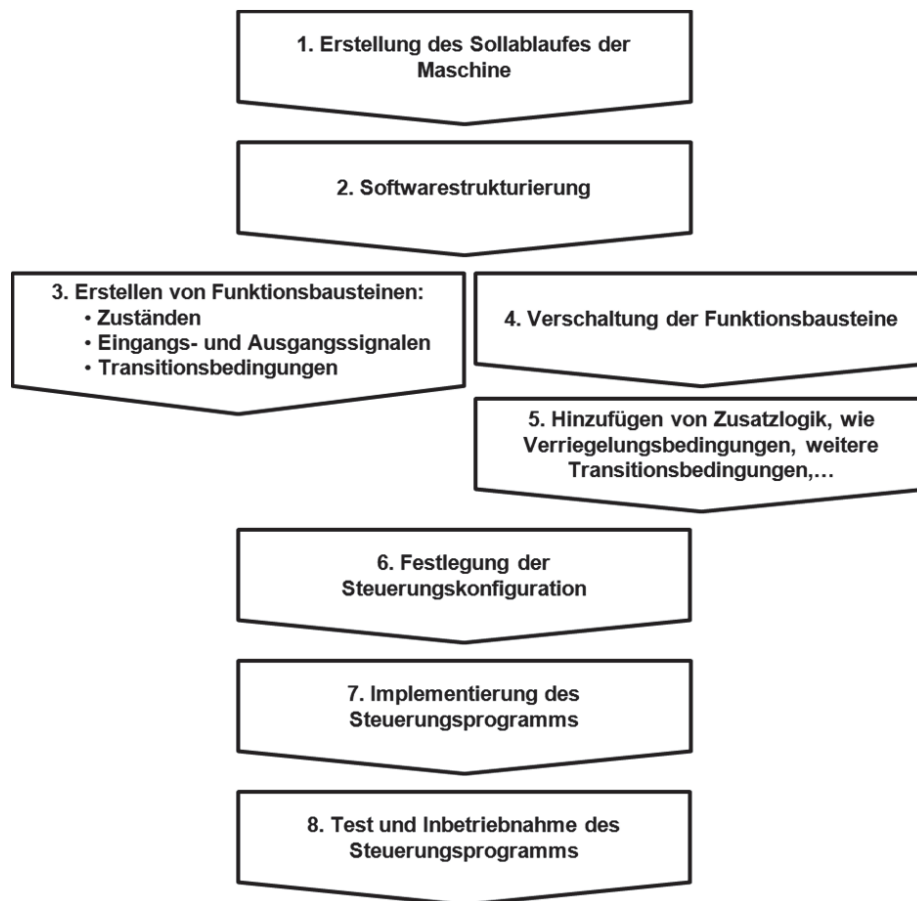 1. Erstellung des Sollablaufes der
Maschine
2. Softwarestrukturierung
3. Erstellen von Funktionsbausteinen:
• Zuständen
• Eingangs- und Ausgangssignalen
• Transitionsbedingungen
4. Verschaltung der Funktionsbausteine
5. Hinzufügen von Zusatzlogik, wie
Verriegelungsbedingungen, weitere
Transitionsbedingungen,…
6. Festlegung der
Steuerungskonfiguration
7. Implementierung des
Steuerungsprogramms
8. Test und Inbetriebnahme des
Steuerungsprogramms